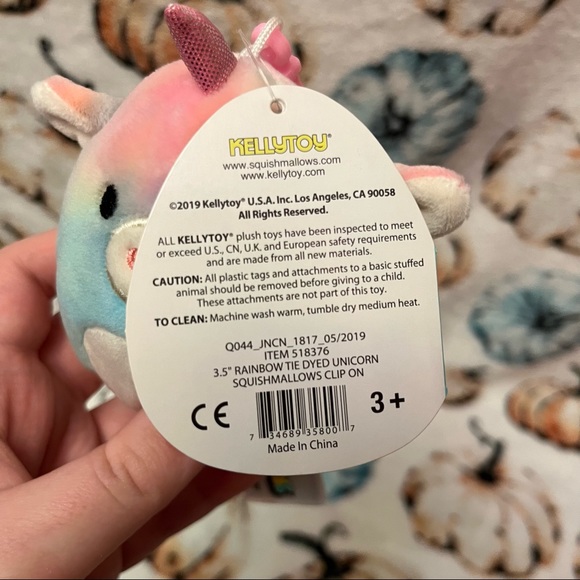 KELLYTOY®
www.squishmallows.com
www.kellytoy.com
©2019 Kellytoy® U.S.A. Inc. Los Angeles, CA 90058
All Rights Reserved.
ALL KELLYTOY® plush toys have been inspected to meet
or exceed U.S., CN, U.K. and European safety requirements
and are made from all new materials.
CAUTION: All plastic tags and attachments to a basic stuffed
animal should be removed before giving to a child.
These attachments are not part of this toy.
TO CLEAN: Machine wash warm, tumble dry medium heat.
Q044_JNCN_1817_05/2019
ITEM 518376
3.5" RAINBOW TIE DYED UNICORN
SQUISHMALLOWS CLIP ON
CE
3+
7 34689 35800 7
Made in China